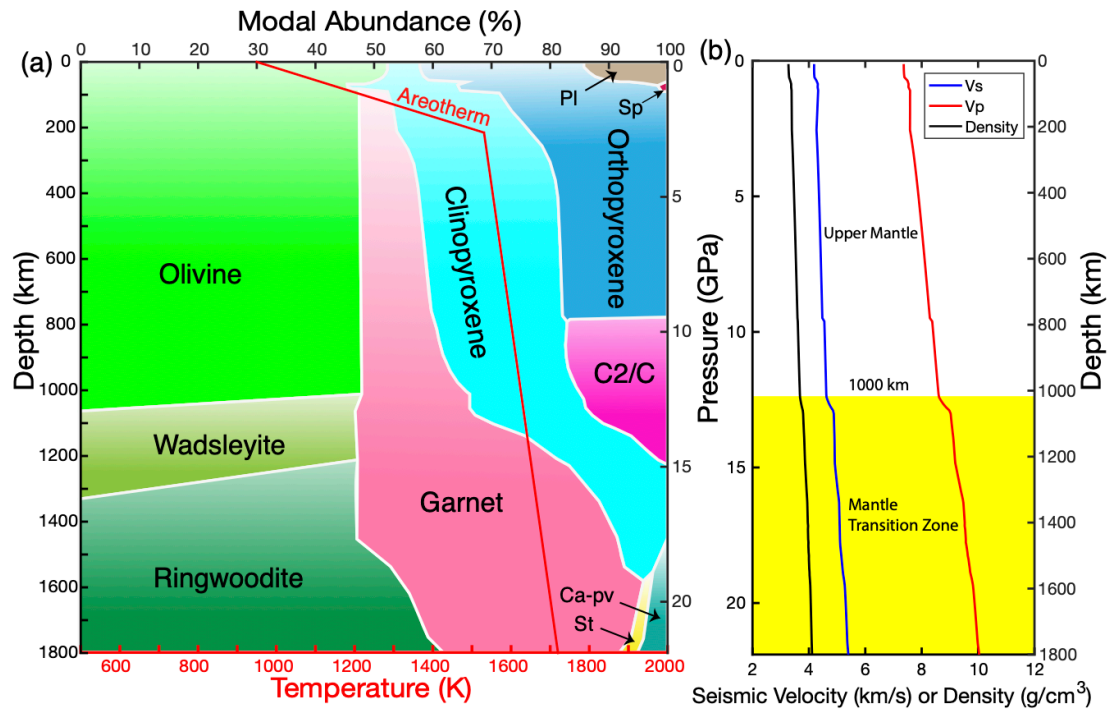 Modal Abundance (%)
(a)
0 10 20 30 40 50 60 70 80 90 100
Depth (km)
0
200
400
600
800
1000
1200
1400
1600
1800
0
5
10
15
20
Areotherm
Pl
Sp
Olivine
Clinopyroxene
Orthopyroxene
C2/C
Wadsleyite
Garnet
Ringwoodite
Ca-pv
St
600 800 1000 1200 1400 1600 1800 2000
Temperature (K)
(b)
Pressure (GPa)
0
5
10
15
20
Vs
Vp
Density
Upper Mantle
1000 km
Mantle
Transition Zone
0
200
400
600
800
1000
1200
1400
1600
1800
Depth (km)
2 4 6 8 10 12
Seismic Velocity (km/s) or Density (g/cm³)